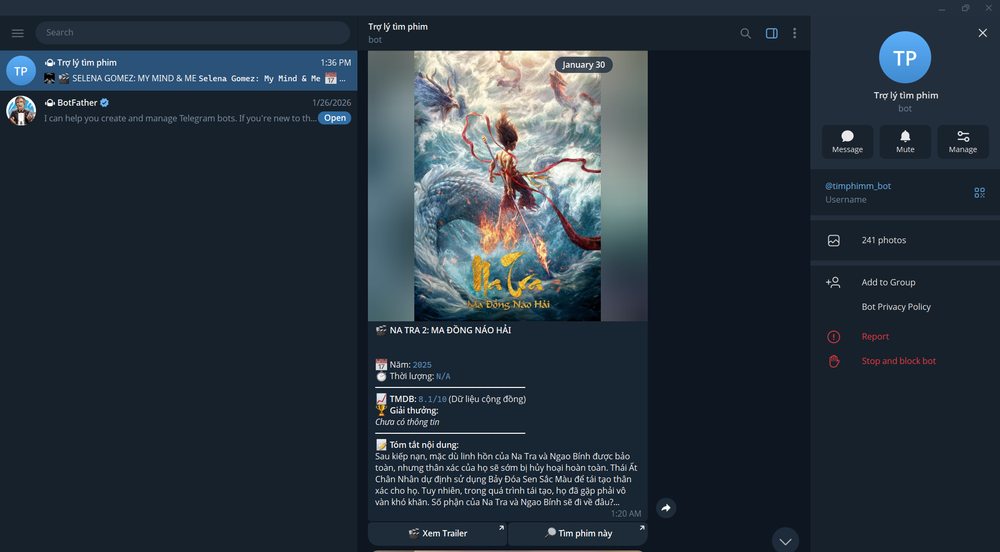 Search
TP
Trợ lý tìm phim
1:36 PM
🎬 SELENA GOMEZ: MY MIND & ME Selena Gomez: My Mind & Me 📅 ...
BotFather
1/26/2026
I can help you create and manage Telegram bots. If you're new to th...
Open
Trợ lý tìm phim
bot
January 30
Na Tra
Ma Đồng Náo Hải
🎬 NA TRA 2: MA ĐỒNG NÁO HẢI
📅 Năm: 2025
⏱ Thời lượng: N/A
📈 TMDB: 8.1/10 (Dữ liệu cộng đồng)
🏆 Giải thưởng:
Chưa có thông tin
📝 Tóm tắt nội dung:
Sau kiếp nạn, mặc dù linh hồn của Na Tra và Ngao Bính được bảo
toàn, nhưng thân xác của họ sẽ sớm bị hủy hoại hoàn toàn. Thái Ất
Chân Nhân dự định sử dụng Bảy Đóa Sen Sắc Màu để tái tạo thân
xác cho họ. Tuy nhiên, trong quá trình tái tạo, họ đã gặp phải vô
vàn khó khăn. Số phận của Na Tra và Ngao Bính sẽ đi về đâu?...
1:20 AM
🎬 Xem Trailer
🔎 Tìm phim này
TP
Trợ lý tìm phim
bot
Message
Mute
Manage
@timphimm_bot
Username
241 photos
Add to Group
Bot Privacy Policy
Report
Stop and block bot